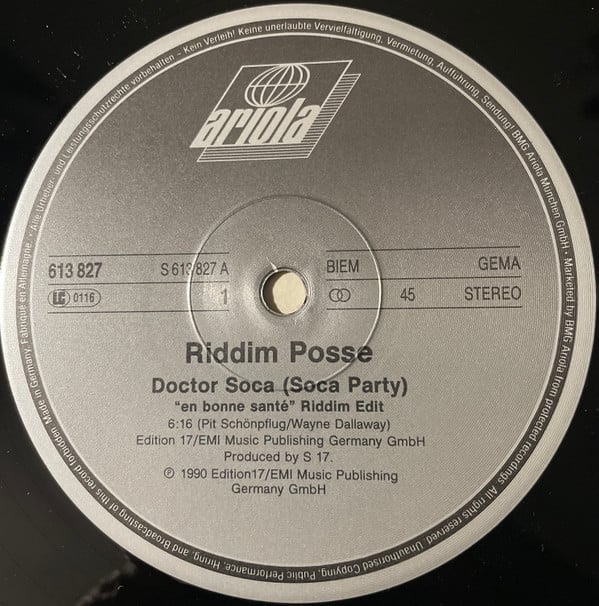 Alle Urheber- und Leistungsschutzrechte vorbehalten – Kein Verleih! Keine unerlaubte Vervielfältigung, Vermietung, Aufführung, Sendung! BMG Ariola München GmbH · Marketed by BMG Ariola
from protected recordings. All rights reserved. Unauthorised Copying, Public Performance, Hiring, and Broadcasting of this record forbidden. Made in Germany. Fabriqué en Allemagne. ·
ariola
613 827
S 613 827 A
BIEM
GEMA
LC 0116
1
45
STEREO
Riddim Posse
Doctor Soca (Soca Party)
"en bonne santé" Riddim Edit
6:16 (Pit Schönpflug/Wayne Dallaway)
Edition 17/EMI Music Publishing Germany GmbH
Produced by S 17.
℗ 1990 Edition17/EMI Music Publishing
Germany GmbH